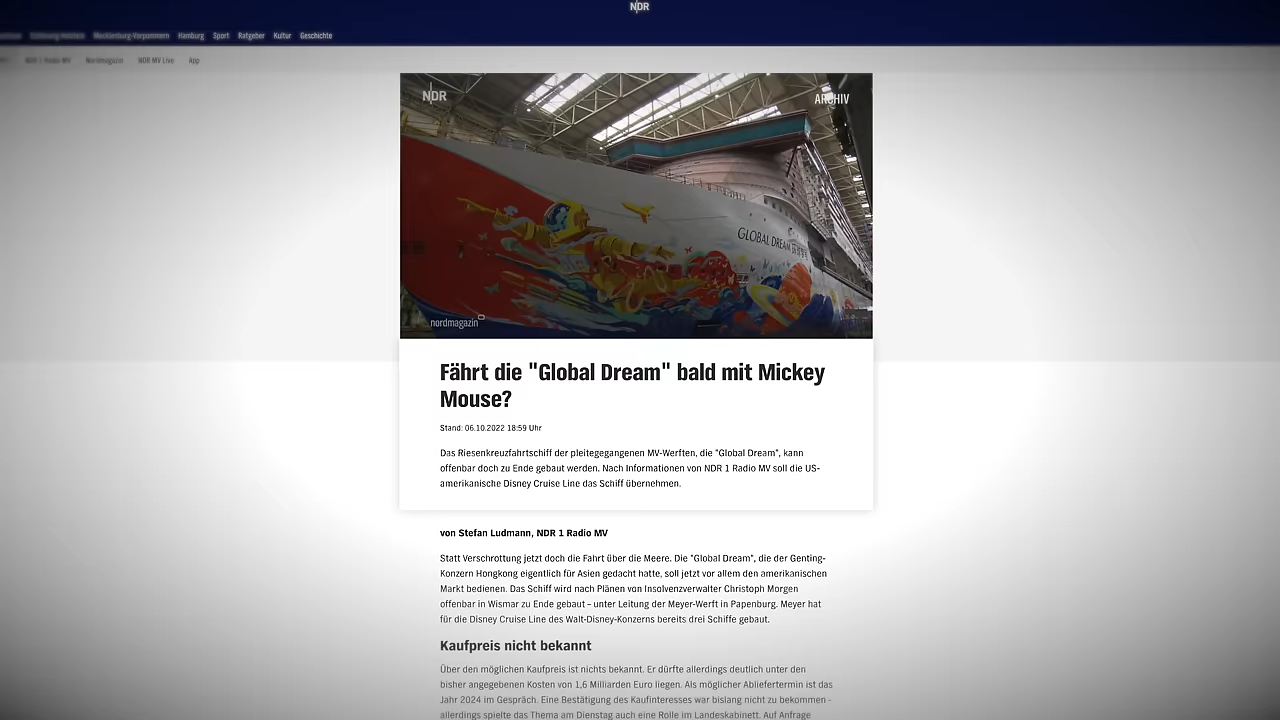 NDR
Mecklenburg-Vorpommern Hamburg Sport Ratgeber Kultur Geschichte
NDR 1 Radio MV Nordmagazin NDR MV Live App
NDR
ARCHIV
GLOBAL DREAM
nordmagazin
Fährt die "Global Dream" bald mit Mickey
Mouse?
Stand: 06.10.2022 18:59 Uhr
Das Riesenkreuzfahrtschiff der pleitegegangenen MV-Werften, die "Global Dream", kann
offenbar doch zu Ende gebaut werden. Nach Informationen von NDR 1 Radio MV soll die US-
amerikanische Disney Cruise Line das Schiff übernehmen.
von Stefan Ludmann, NDR 1 Radio MV
Statt Verschrottung jetzt doch die Fahrt über die Meere. Die "Global Dream", die der Genting-
Konzern Hongkong eigentlich für Asien gedacht hatte, soll jetzt vor allem den amerikanischen
Markt bedienen. Das Schiff wird nach Plänen von Insolvenzverwalter Christoph Morgen
offenbar in Wismar zu Ende gebaut – unter Leitung der Meyer-Werft in Papenburg. Meyer hat
für die Disney Cruise Line des Walt-Disney-Konzerns bereits drei Schiffe gebaut.
Kaufpreis nicht bekannt
Über den möglichen Kaufpreis ist nichts bekannt. Er dürfte allerdings deutlich unter den
bisher angegebenen Kosten von 1,6 Milliarden Euro liegen. Als möglicher Abliefertermin ist das
Jahr 2024 im Gespräch. Eine Bestätigung des Kaufinteresses war bislang nicht zu bekommen -
allerdings spielte das Thema am Dienstag auch eine Rolle im Landeskabinett. Auf Anfrage